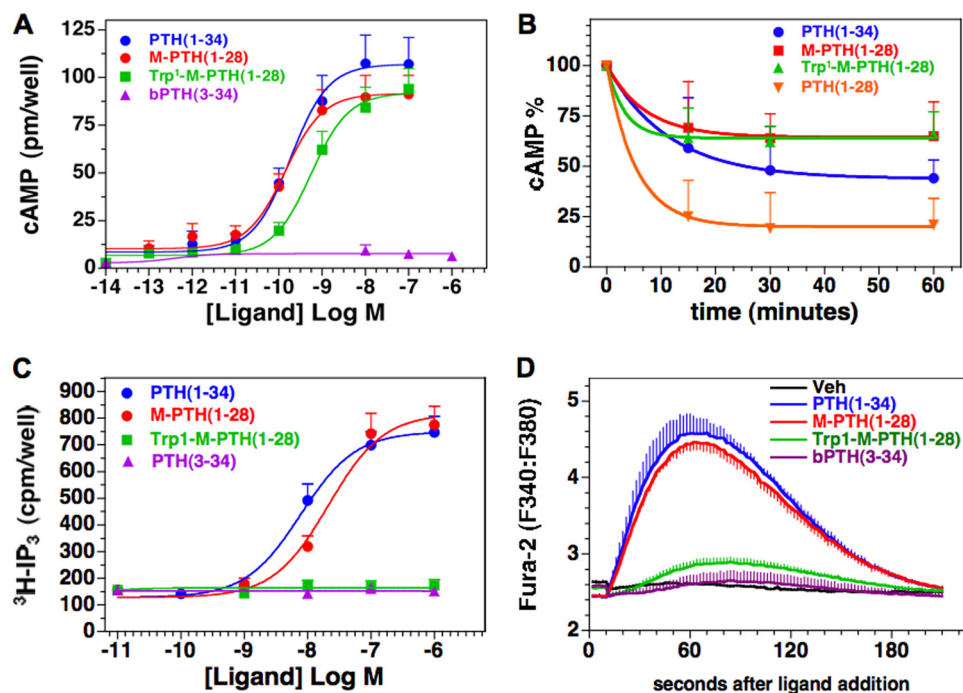 A
cAMP (pm/well)
125
100
75
50
25
0
PTH(1-34)
M-PTH(1-28)
Trp¹-M-PTH(1-28)
bPTH(3-34)
-14 -13 -12 -11 -10 -9 -8 -7 -6
[Ligand] Log M
B
cAMP %
100
75
50
25
0
PTH(1-34)
M-PTH(1-28)
Trp¹-M-PTH(1-28)
PTH(1-28)
0 10 20 30 40 50 60
time (minutes)
C
³H-IP₃ (cpm/well)
900
800
700
600
500
400
300
200
100
0
PTH(1-34)
M-PTH(1-28)
Trp1-M-PTH(1-28)
PTH(3-34)
-11 -10 -9 -8 -7 -6
[Ligand] Log M
D
Fura-2 (F340:F380)
5
4
3
2
Veh
PTH(1-34)
M-PTH(1-28)
Trp1-M-PTH(1-28)
bPTH(3-34)
0 60 120 180
seconds after ligand addition